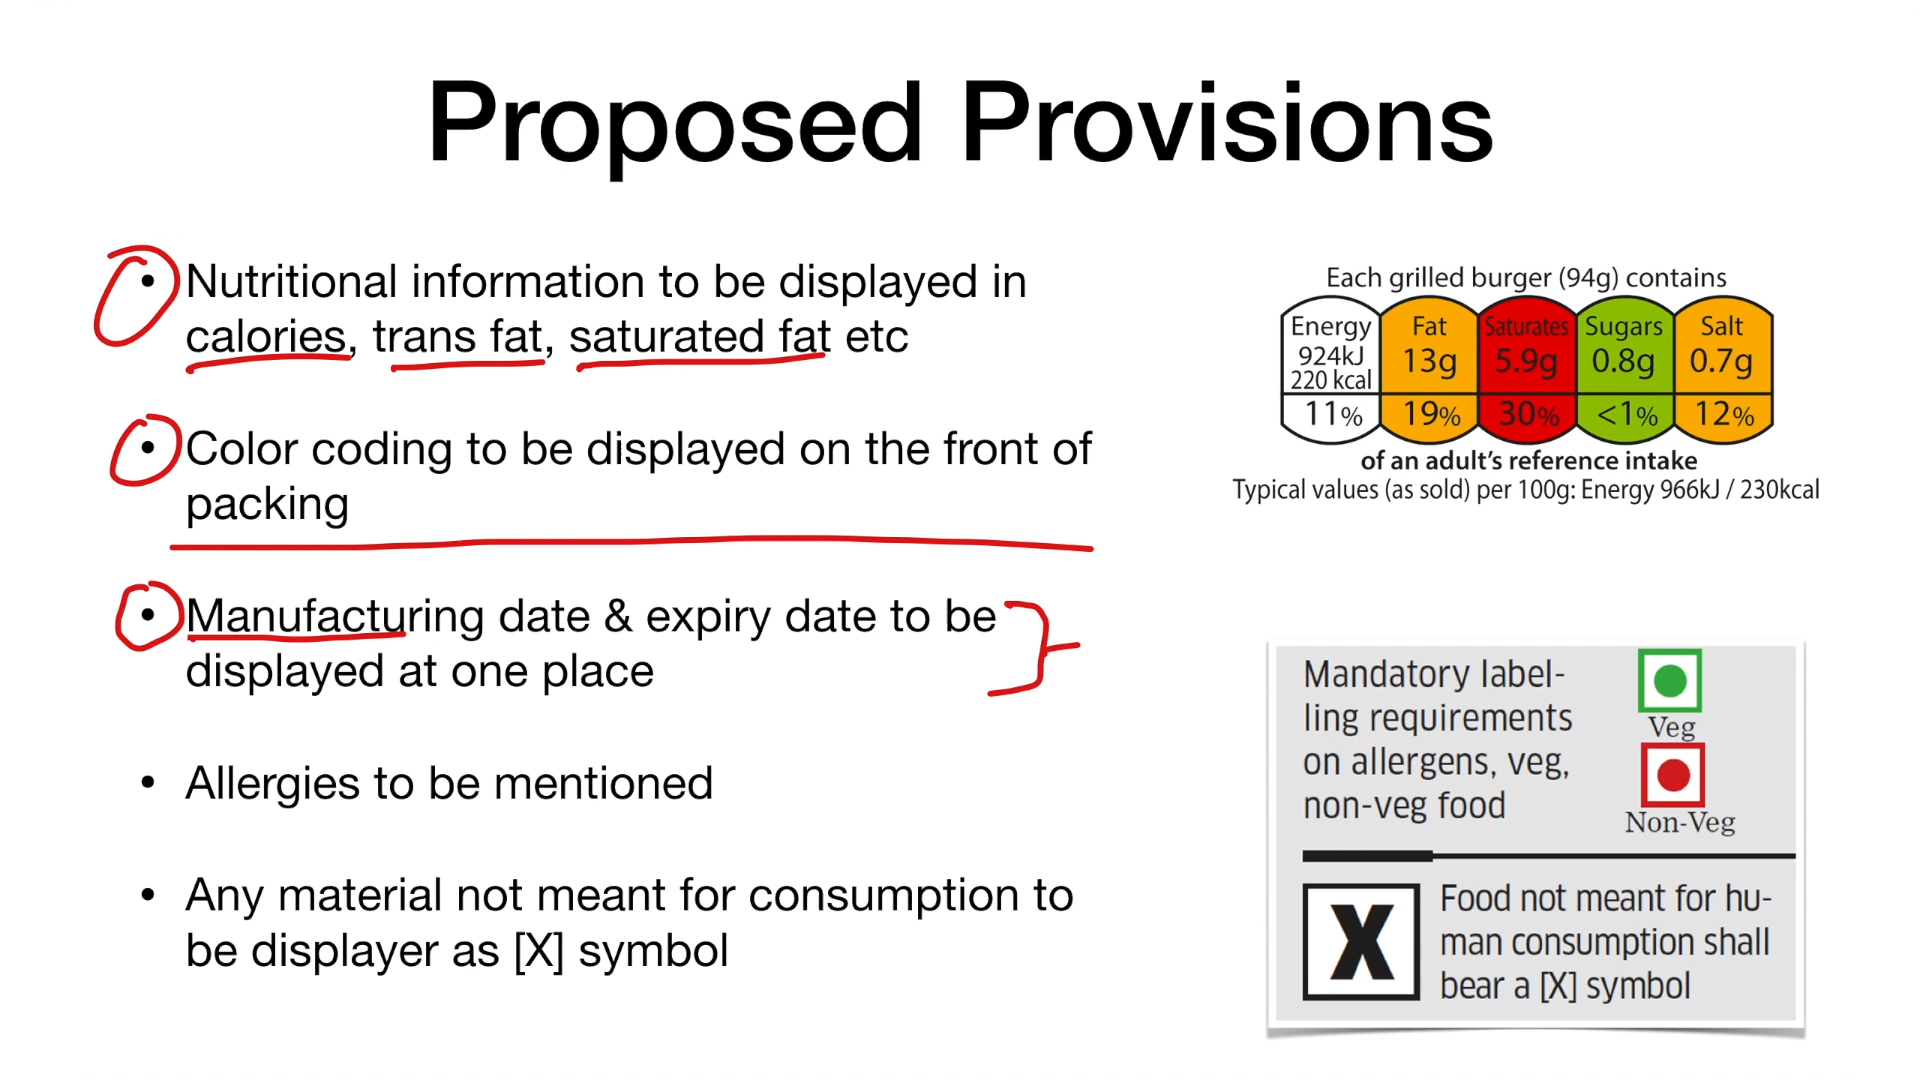 Proposed Provisions
• Nutritional information to be displayed in
calories, trans fat, saturated fat etc
• Color coding to be displayed on the front of
packing
• Manufacturing date & expiry date to be
displayed at one place
• Allergies to be mentioned
• Any material not meant for consumption to
be displayer as [X] symbol
Each grilled burger (94g) contains
Energy 924kJ 220 kcal 11%
Fat 13g 19%
Saturates 5.9g 30%
Sugars 0.8g <1%
Salt 0.7g 12%
of an adult's reference intake
Typical values (as sold) per 100g: Energy 966kJ / 230kcal
Mandatory label-
ling requirements
on allergens, veg,
non-veg food
Veg
Non-Veg
X
Food not meant for hu-
man consumption shall
bear a [X] symbol